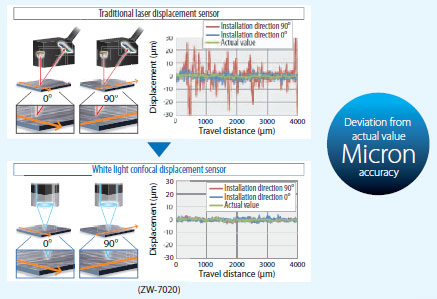 Traditional laser displacement sensor
0°
90°
Displacement (µm)
30
20
10
0
-10
-20
-30
Installation direction 90°
Installation direction 0°
Actual value
0
1000
2000
3000
4000
Travel distance (µm)
Deviation from
actual value
Micron
accuracy
White light confocal displacement sensor
0°
90°
Displacement (µm)
30
20
10
0
-10
-20
-30
Installation direction 90°
Installation direction 0°
Actual value
0
1000
2000
3000
4000
Travel distance (µm)
(ZW-7020)